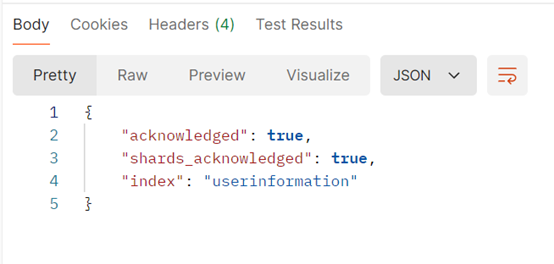 Body Cookies Headers (4) Test Results
Pretty Raw Preview Visualize JSON
1 {
2 "acknowledged": true,
3 "shards_acknowledged": true,
4 "index": "userinformation"
5 }